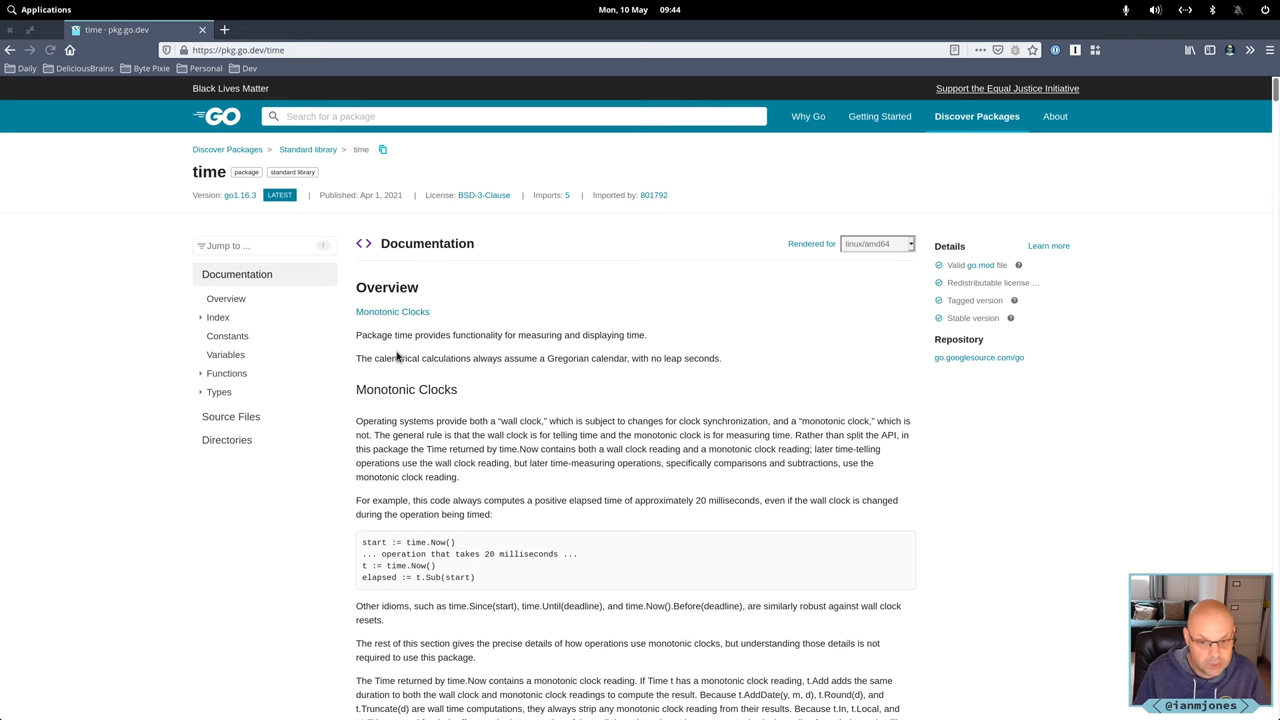 Applications
Mon, 10 May 09:44
time · pkg.go.dev
https://pkg.go.dev/time
Daily
DeliciousBrains
Byte Pixie
Personal
Dev
Black Lives Matter
Support the Equal Justice Initiative
GO
Search for a package
Why Go
Getting Started
Discover Packages
About
Discover Packages > Standard library > time
time package standard library
Version: go1.16.3 LATEST | Published: Apr 1, 2021 | License: BSD-3-Clause | Imports: 5 | Imported by: 801792
Jump to ... f
Documentation
Overview
Index
Constants
Variables
Functions
Types
Source Files
Directories
Documentation
Rendered for linux/amd64
Overview
Monotonic Clocks
Package time provides functionality for measuring and displaying time.
The calendrical calculations always assume a Gregorian calendar, with no leap seconds.
Monotonic Clocks
Operating systems provide both a “wall clock,” which is subject to changes for clock synchronization, and a “monotonic clock,” which is
not. The general rule is that the wall clock is for telling time and the monotonic clock is for measuring time. Rather than split the API, in
this package the Time returned by time.Now contains both a wall clock reading and a monotonic clock reading; later time-telling
operations use the wall clock reading, but later time-measuring operations, specifically comparisons and subtractions, use the
monotonic clock reading.
For example, this code always computes a positive elapsed time of approximately 20 milliseconds, even if the wall clock is changed
during the operation being timed:
start := time.Now()
... operation that takes 20 milliseconds ...
t := time.Now()
elapsed := t.Sub(start)
Other idioms, such as time.Since(start), time.Until(deadline), and time.Now().Before(deadline), are similarly robust against wall clock
resets.
The rest of this section gives the precise details of how operations use monotonic clocks, but understanding those details is not
required to use this package.
The Time returned by time.Now contains a monotonic clock reading. If Time t has a monotonic clock reading, t.Add adds the same
duration to both the wall clock and monotonic clock readings to compute the result. Because t.AddDate(y, m, d), t.Round(d), and
t.Truncate(d) are wall time computations, they always strip any monotonic clock reading from their results. Because t.In, t.Local, and
Details
Learn more
Valid go.mod file
Redistributable license ...
Tagged version
Stable version
Repository
go.googlesource.com/go
@ianmjones